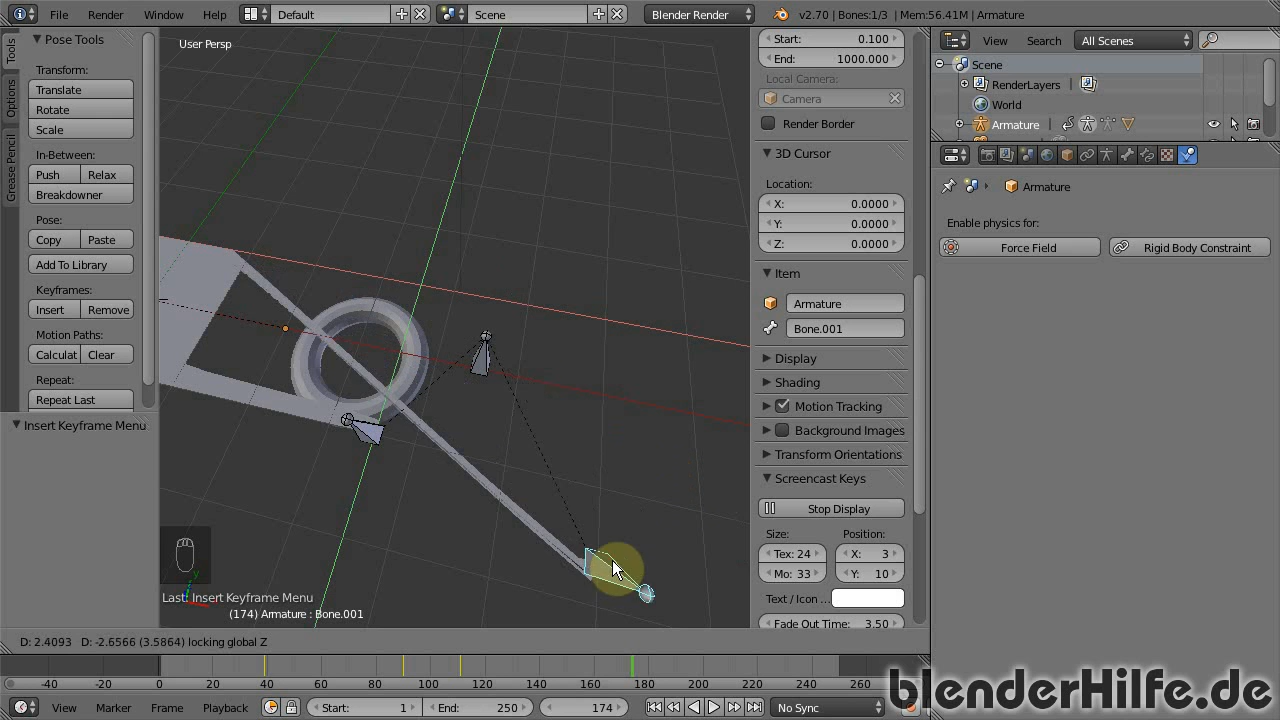 File Render Window Help Default Scene Blender Render v2.70 | Bones:1/3 | Mem:56.41M | Armature
Tools
Options
Grease Pencil
Pose Tools
Transform:
Translate
Rotate
Scale
In-Between:
Push Relax
Breakdowner
Pose:
Copy Paste
Add To Library
Keyframes:
Insert Remove
Motion Paths:
Calculat Clear
Repeat:
Repeat Last
Insert Keyframe Menu
User Persp
Last: Insert Keyframe Menu
(174) Armature : Bone.001
D: 2.4093 D: -2.6566 (3.5864) locking global Z
Start: 0.100
End: 1000.000
Local Camera:
Camera
Render Border
3D Cursor
Location:
X: 0.0000
Y: 0.0000
Z: 0.0000
Item
Armature
Bone.001
Display
Shading
Motion Tracking
Background Images
Transform Orientations
Screencast Keys
Stop Display
Size: Position:
Tex: 24 X: 3
Mo: 33 Y: 10
Text / Icon ...
Fade Out Time: 3.50
View Search All Scenes
Scene
RenderLayers
World
Armature
Armature
Enable physics for:
Force Field Rigid Body Constraint
-40 -20 0 20 40 60 80 100 120 140 160 180 200 220 240 260
View Marker Frame Playback Start: 1 End: 250 174 No Sync
blenderHilfe.de